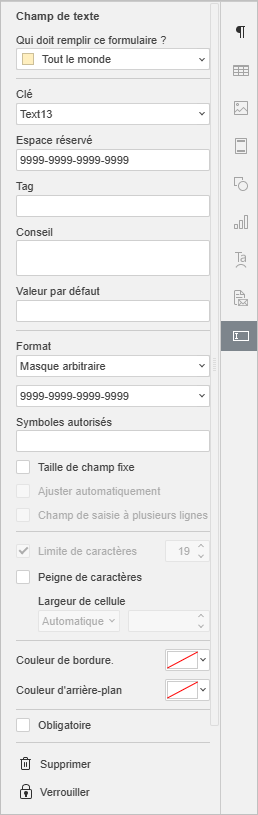 Champ de texte
Qui doit remplir ce formulaire ?
Tout le monde
Clé
Text13
Espace réservé
9999-9999-9999-9999
Tag
Conseil
Valeur par défaut
Format
Masque arbitraire
9999-9999-9999-9999
Symboles autorisés
Taille de champ fixe
Ajuster automatiquement
Champ de saisie à plusieurs lignes
Limite de caractères 19
Peigne de caractères
Largeur de cellule
Automatique
Couleur de bordure.
Couleur d'arrière-plan
Obligatoire
Supprimer
Verrouiller
Ta